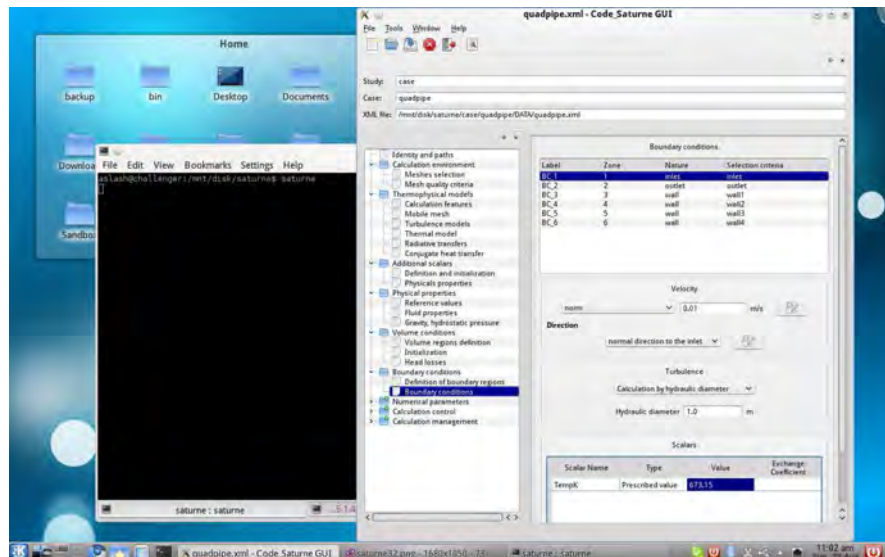 Home
backup bin Desktop Documents
File Edit View Bookmarks Settings Help
aslash@challenger:/mnt/disk/saturne$ saturne
saturne : saturne
quadpipe.xml - Code_Saturne GUI
File Tools Window Help
Study: case
Case: quadpipe
XML file: /mnt/disk/saturne/case/quadpipe/DATA/quadpipe.xml
Identity and paths
Calculation environment
Meshes selection
Mesh quality criteria
Thermophysical models
Calculation features
Mobile mesh
Turbulence models
Thermal model
Radiative transfers
Conjugate heat transfer
Additional scalars
Definition and initialization
Physicals properties
Physical properties
Reference values
Fluid properties
Gravity, hydrostatic pressure
Volume conditions
Volume regions definition
Initialization
Head losses
Boundary conditions
Definition of boundary regions
Boundary conditions
Numerical parameters
Calculation control
Calculation management
Boundary conditions
Label Zone Nature Selection criteria
BC_1 1 inlet inlet
BC_2 2 outlet outlet
BC_3 3 wall wall1
BC_4 4 wall wall2
BC_5 5 wall wall3
BC_6 6 wall wall4
Velocity
norm 0.01 m/s
Direction
normal direction to the inlet
Turbulence
Calculation by hydraulic diameter
Hydraulic diameter 1.0 m
Scalars
Scalar Name Type Value Exchange Coefficient
TempK Prescribed value 673.15
quadpipe.xml - Code_Saturne GUI
saturne : saturne
11:02 am